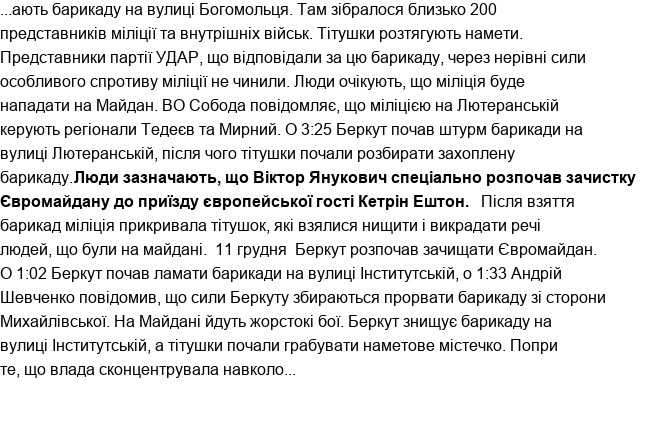 ...ають барикаду на вулиці Богомольця. Там зібралося близько 200
представників міліції та внутрішніх військ. Тітушки розтягують намети.
Представники партії УДАР, що відповідали за цю барикаду, через нерівні сили
особливого спротиву міліції не чинили. Люди очікують, що міліція буде
нападати на Майдан. ВО Собода повідомляє, що міліцією на Лютеранській
керують регіонали Тедеєв та Мирний. О 3:25 Беркут почав штурм барикади на
вулиці Лютеранській, після чого тітушки почали розбирати захоплену
барикаду.Люди зазначають, що Віктор Янукович спеціально розпочав зачистку
Євромайдану до приїзду європейської гості Кетрін Ештон.   Після взяття
барикад міліція прикривала тітушок, які взялися нищити і викрадати речі
людей, що були на майдані.  11 грудня  Беркут розпочав зачищати Євромайдан.
О 1:02 Беркут почав ламати барикади на вулиці Інститутській, о 1:33 Андрій
Шевченко повідомив, що сили Беркуту збираються прорвати барикаду зі сторони
Михайлівської. На Майдані йдуть жорстокі бої. Беркут знищує барикаду на
вулиці Інститутській, а тітушки почали грабувати наметове містечко. Попри
те, що влада сконцентрувала навколо...